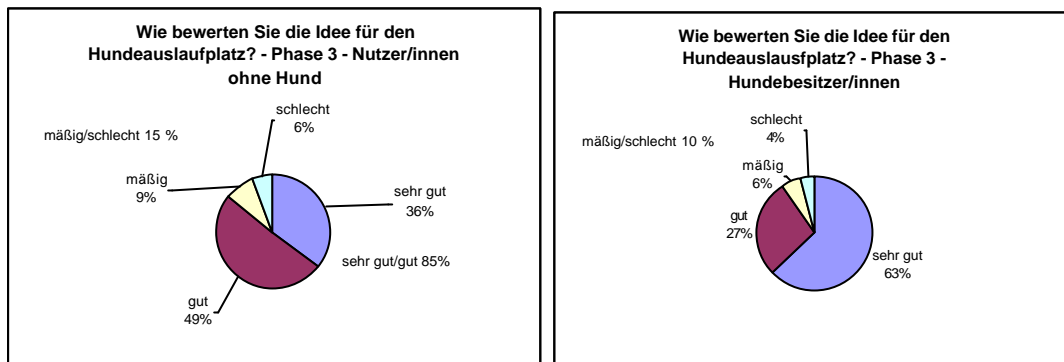 Wie bewerten Sie die Idee für den
Hundeauslaufplatz? - Phase 3 - Nutzer/innen
ohne Hund
schlecht
6%
mäßig/schlecht 15 %
mäßig
9%
sehr gut
36%
sehr gut/gut 85%
gut
49%
Wie bewerten Sie die Idee für den
Hundeauslausfplatz? - Phase 3 -
Hundebesitzer/innen
schlecht
4%
mäßig/schlecht 10 %
mäßig
6%
gut
27%
sehr gut
63%